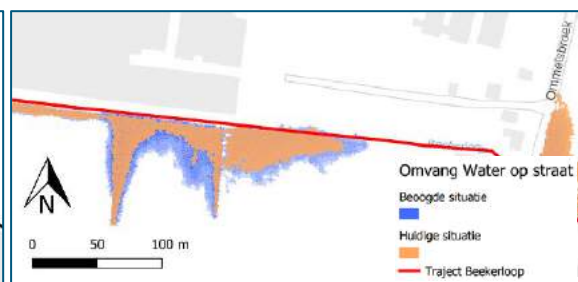 Ommelsbroek
Omvang Water op straat
Beoogde situatie
Huidige situatie
Traject Beekerloop
N
0 50 100 m